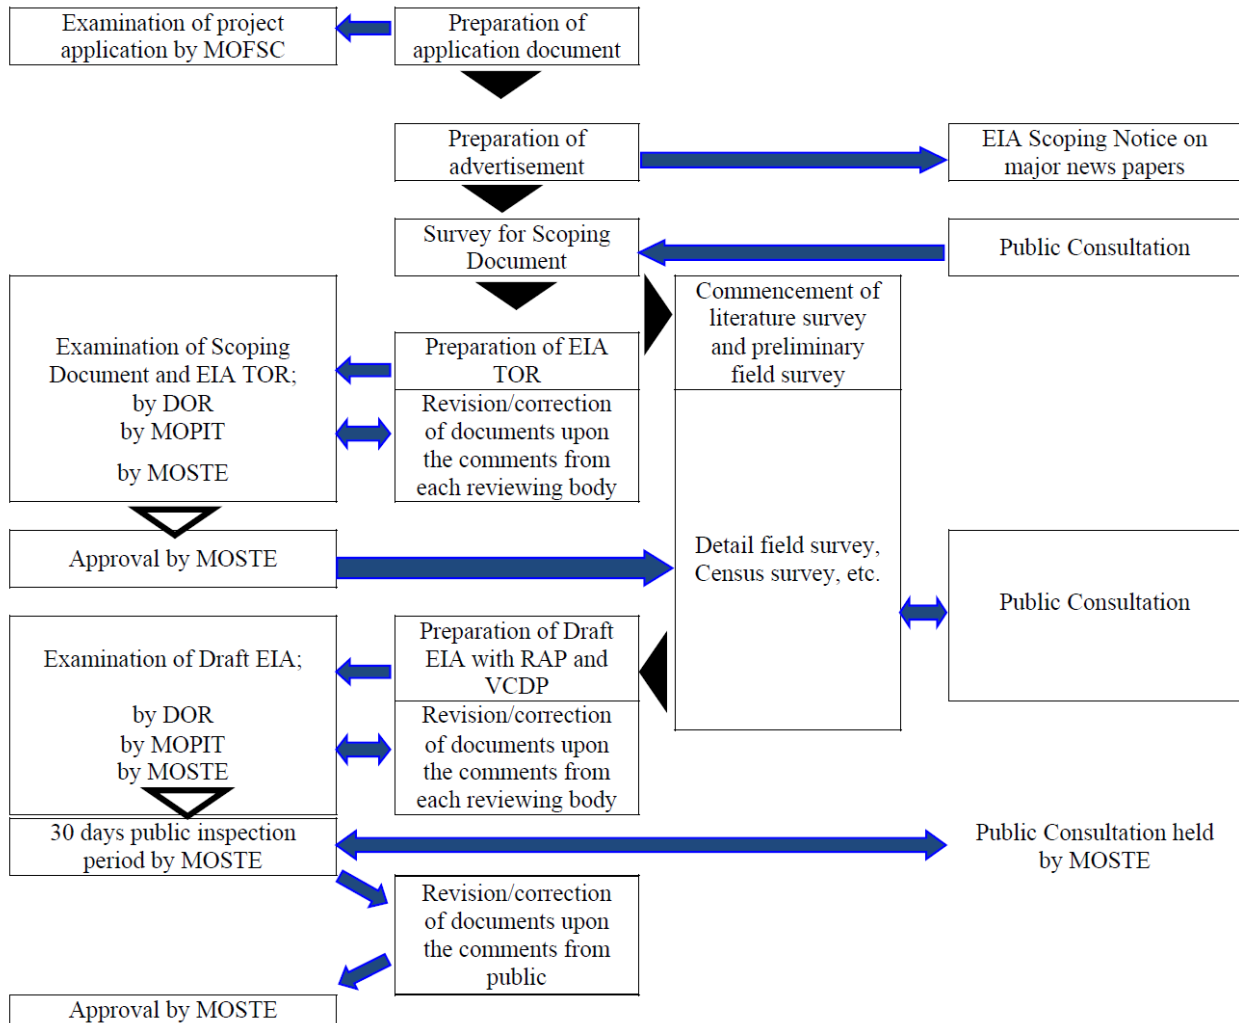 Examination of project
application by MOFSC
Preparation of
application document
Preparation of
advertisement
EIA Scoping Notice on
major news papers
Survey for Scoping
Document
Public Consultation
Commencement of
literature survey
and preliminary
field survey
Examination of Scoping
Document and EIA TOR;
by DOR
by MOPIT
by MOSTE
Preparation of EIA
TOR
Revision/correction
of documents upon
the comments from
each reviewing body
Approval by MOSTE
Detail field survey,
Census survey, etc.
Public Consultation
Examination of Draft EIA;
by DOR
by MOPIT
by MOSTE
Preparation of Draft
EIA with RAP and
VCDP
Revision/correction
of documents upon
the comments from
each reviewing body
30 days public inspection
period by MOSTE
Public Consultation held
by MOSTE
Revision/correction
of documents upon
the comments from
public
Approval by MOSTE